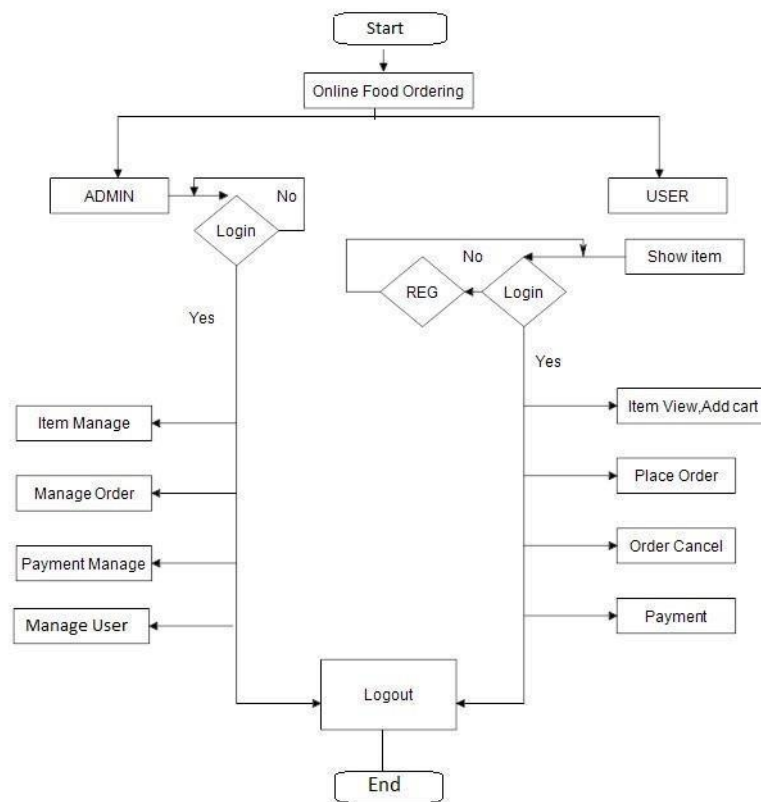 Start
Online Food Ordering
ADMIN
No
USER
Login
No
Show item
REG
Login
Yes
Yes
Item View,Add cart
Item Manage
Place Order
Manage Order
Order Cancel
Payment Manage
Payment
Manage User
Logout
End